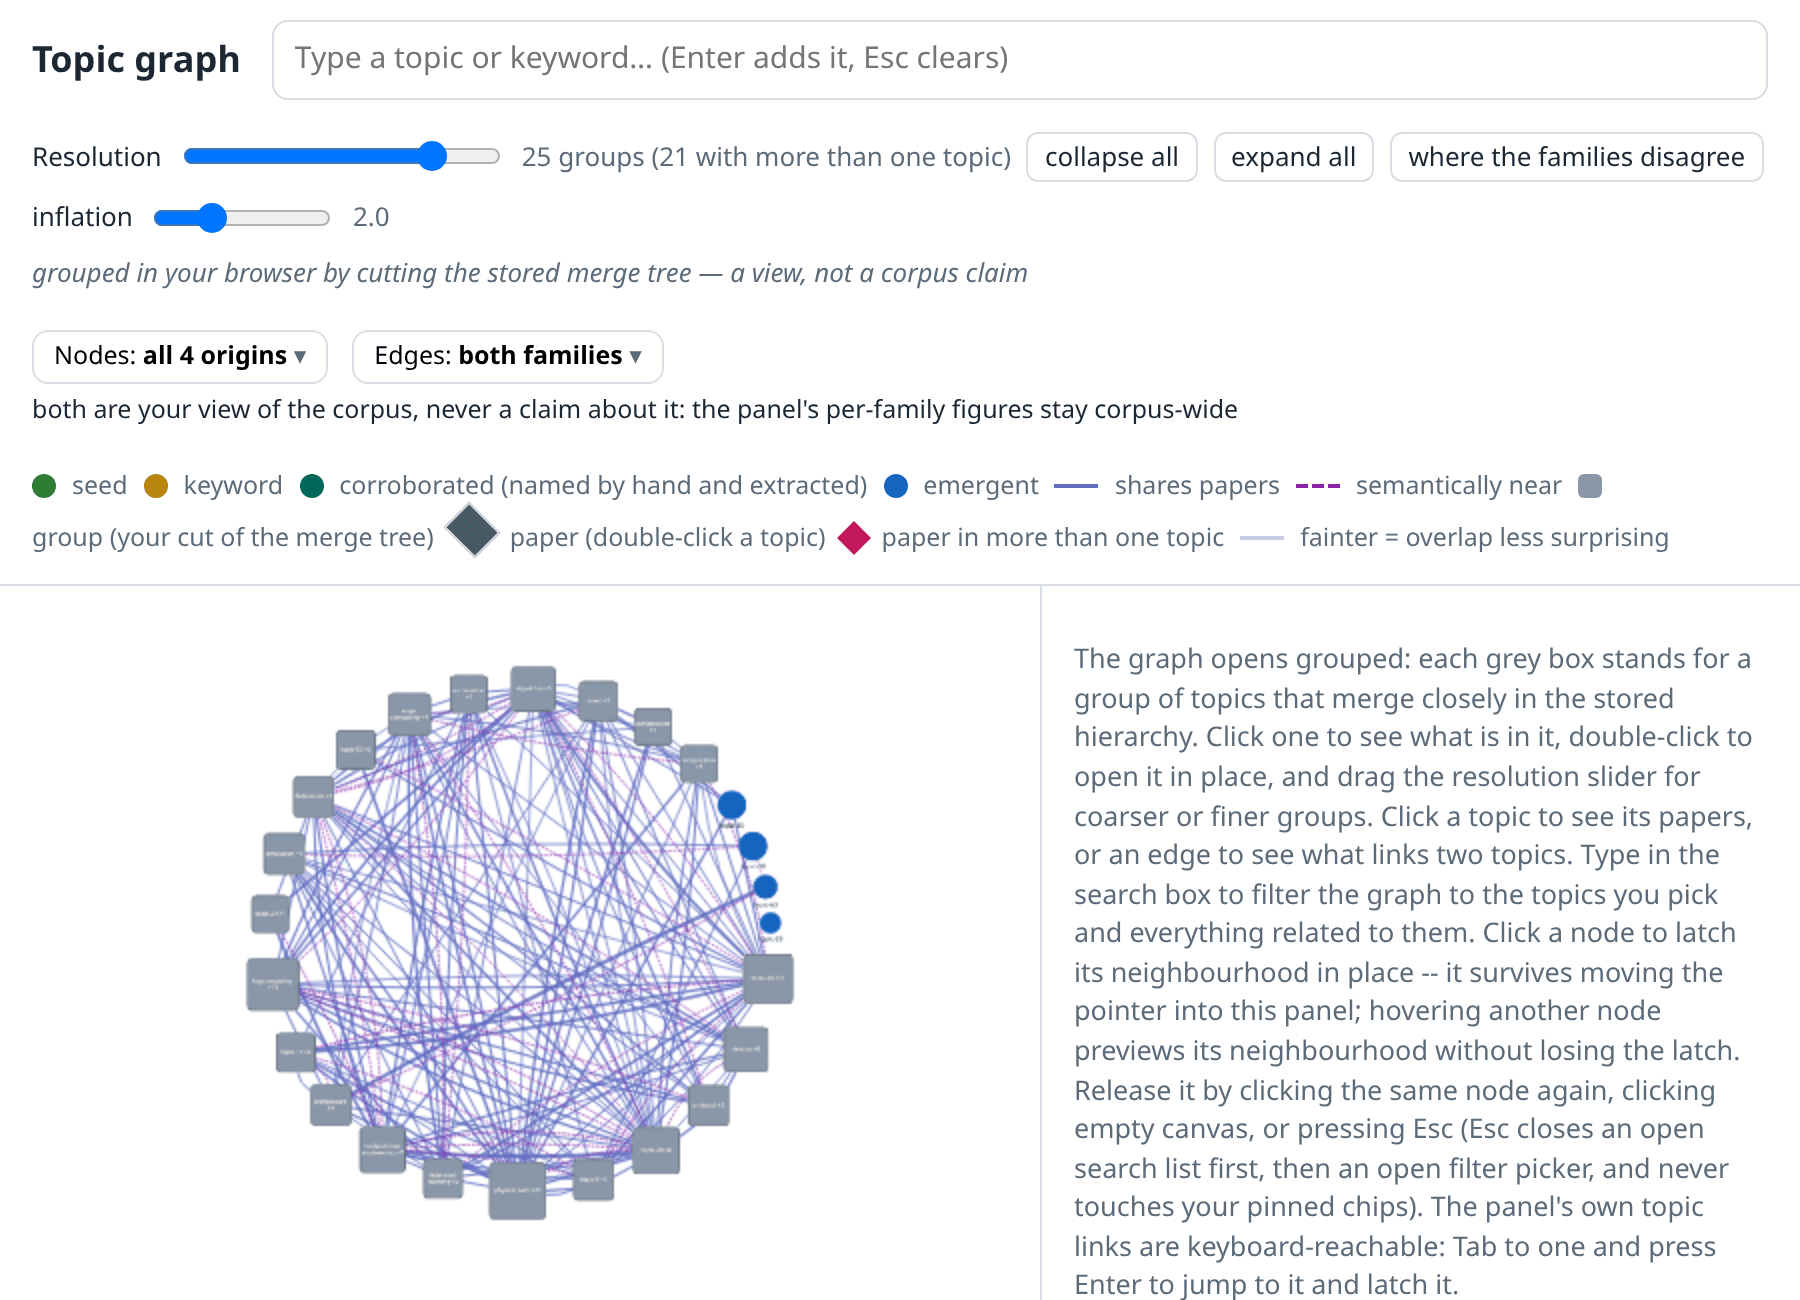 Topic graph
Type a topic or keyword... (Enter adds it, Esc clears)
Resolution
25 groups (21 with more than one topic)
collapse all
expand all
where the families disagree
inflation
2.0
grouped in your browser by cutting the stored merge tree — a view, not a corpus claim
Nodes: all 4 origins ▾
Edges: both families ▾
both are your view of the corpus, never a claim about it: the panel's per-family figures stay corpus-wide
seed
keyword
corroborated (named by hand and extracted)
emergent
shares papers
semantically near
group (your cut of the merge tree)
paper (double-click a topic)
paper in more than one topic
fainter = overlap less surprising
The graph opens grouped: each grey box stands for a
group of topics that merge closely in the stored
hierarchy. Click one to see what is in it, double-click to
open it in place, and drag the resolution slider for
coarser or finer groups. Click a topic to see its papers,
or an edge to see what links two topics. Type in the
search box to filter the graph to the topics you pick
and everything related to them. Click a node to latch
its neighbourhood in place -- it survives moving the
pointer into this panel; hovering another node
previews its neighbourhood without losing the latch.
Release it by clicking the same node again, clicking
empty canvas, or pressing Esc (Esc closes an open
search list first, then an open filter picker, and never
touches your pinned chips). The panel's own topic
links are keyboard-reachable: Tab to one and press
Enter to jump to it and latch it.